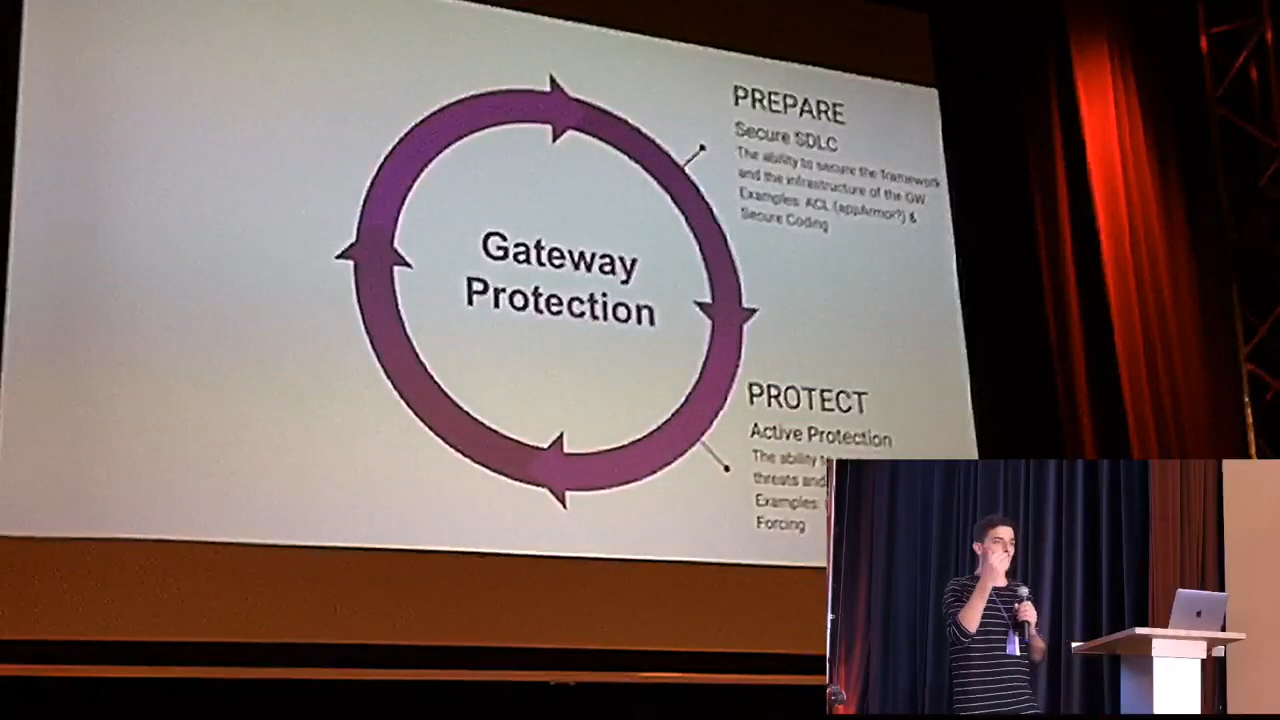 Gateway
Protection
PREPARE
Secure SDLC
The ability to secure the framework
and the infrastructure of the GW
Examples: ACL (appArmor?) &
Secure Coding
PROTECT
Active Protection
The ability
threats and
Examples:
Forcing